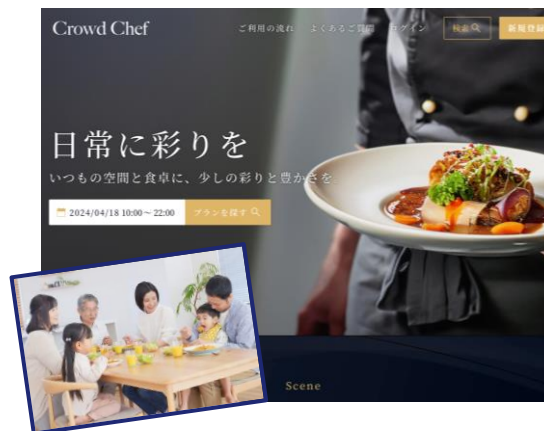 Crowd Chef
ご利用の流れ よくあるご質問 ログイン 検索 新規登録
日常に彩りを
いつもの空間と食卓に、少しの彩りと豊かさを
2024/04/18 10:00～22:00 プランを探す
Scene